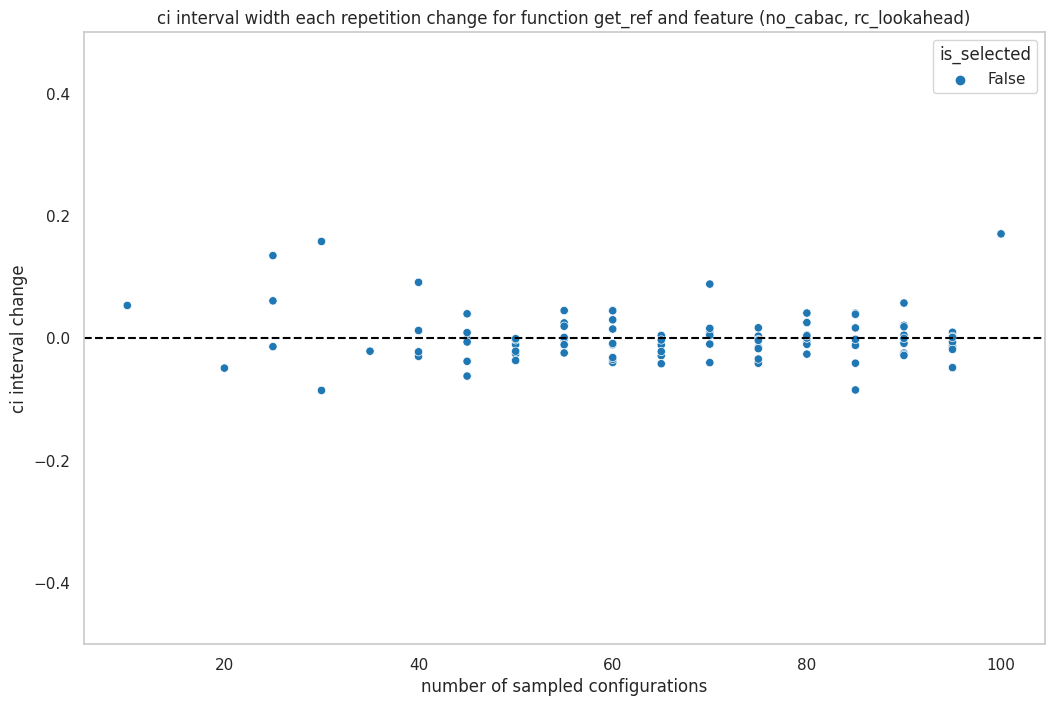 ci interval width each repetition change for function get_ref and feature (no_cabac, rc_lookahead)
is_selected
False
ci interval change
0.4
0.2
0.0
−0.2
−0.4
20 40 60 80 100
number of sampled configurations